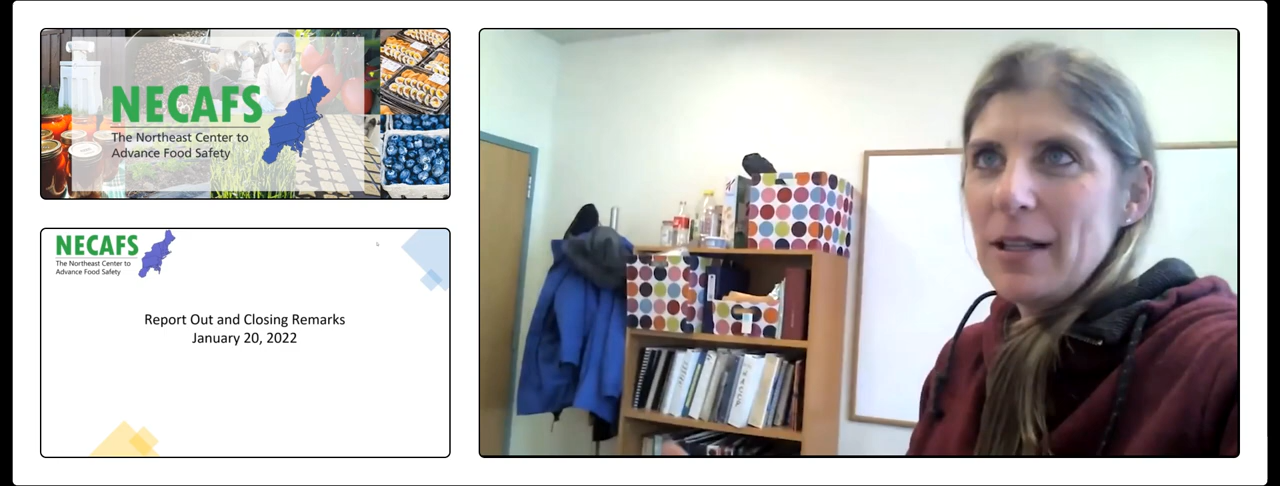 NECAFS
The Northeast Center to
Advance Food Safety
NECAFS
The Northeast Center to
Advance Food Safety
Report Out and Closing Remarks
January 20, 2022